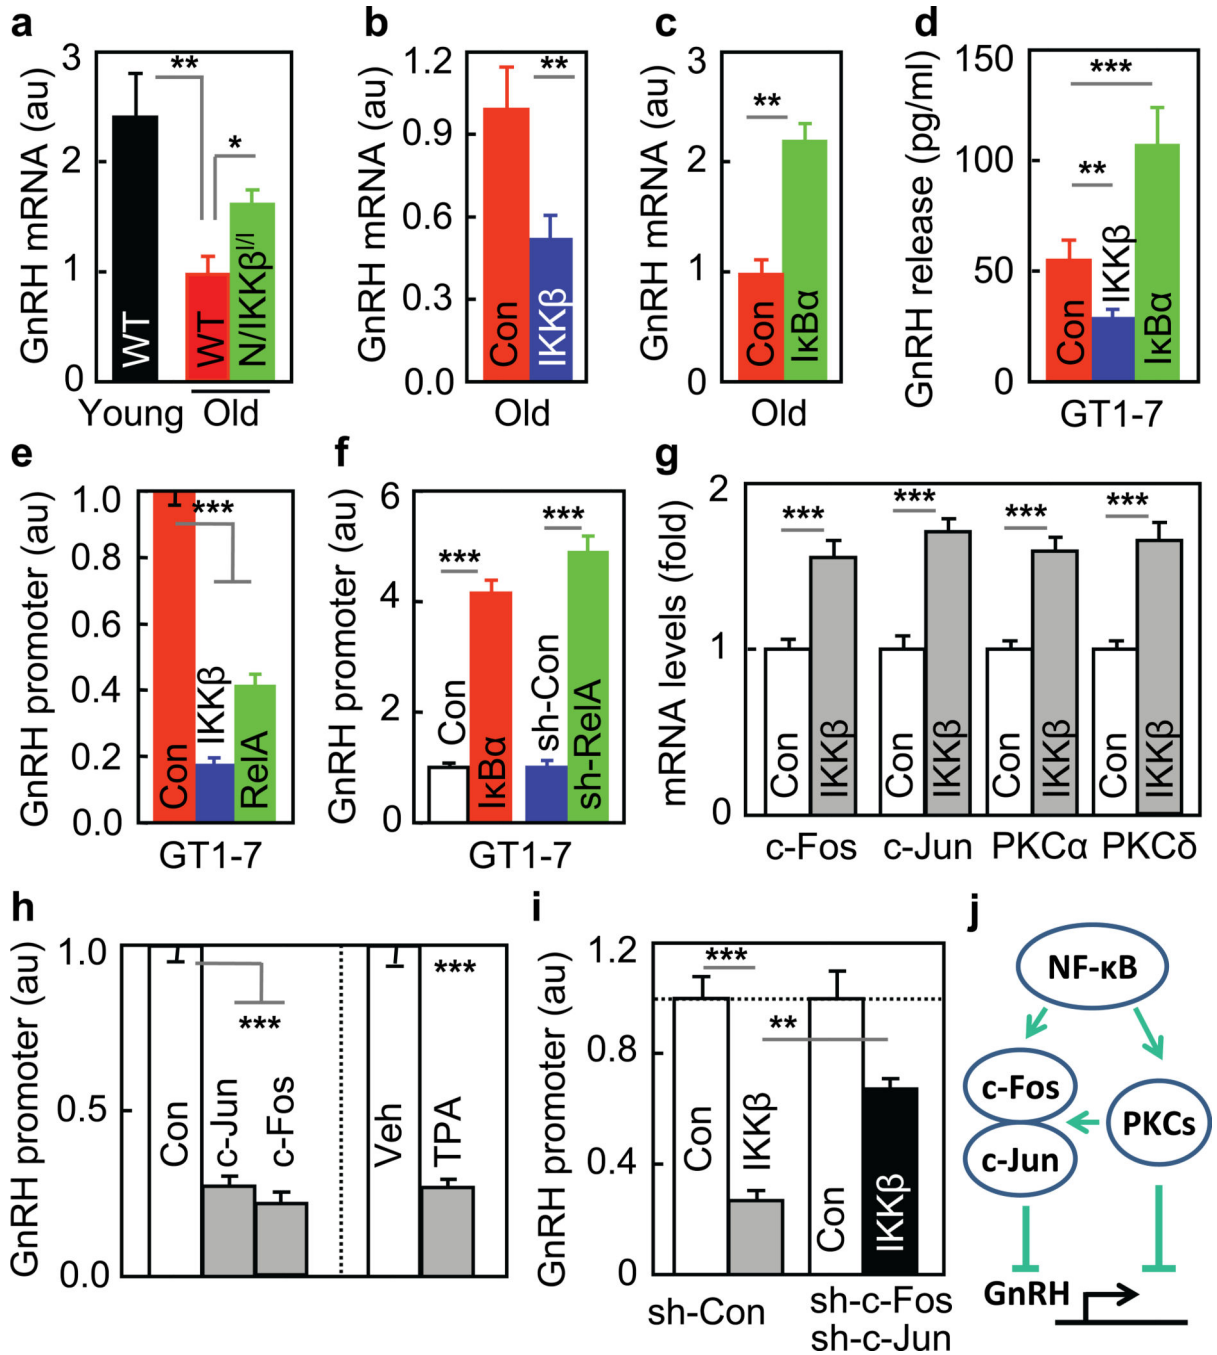 a
GnRH mRNA (au)
3
2
1
0
**
*
WT
WT
N/IKKβI/I
Young
Old
b
GnRH mRNA (au)
1.2
0.9
0.6
0.3
0.0
**
Con
IKKβ
Old
c
GnRH mRNA (au)
3
2
1
0
**
Con
IκBα
Old
d
GnRH release (pg/ml)
150
100
50
0
***
**
Con
IKKβ
IκBα
GT1-7
e
GnRH promoter (au)
1.0
0.8
0.6
0.4
0.2
0.0
***
Con
IKKβ
RelA
GT1-7
f
GnRH promoter (au)
6
4
2
0
***
***
Con
IκBα
sh-Con
sh-RelA
GT1-7
g
mRNA levels (fold)
2
1
0
***
***
***
***
Con
IKKβ
Con
IKKβ
Con
IKKβ
Con
IKKβ
c-Fos
c-Jun
PKCα
PKCδ
h
GnRH promoter (au)
1.0
0.5
0.0
***
***
Con
c-Jun
c-Fos
Veh
TPA
i
GnRH promoter (au)
1.2
0.8
0.4
0
***
**
Con
IKKβ
Con
IKKβ
sh-Con
sh-c-Fos
sh-c-Jun
j
NF-κB
c-Fos
c-Jun
PKCs
GnRH